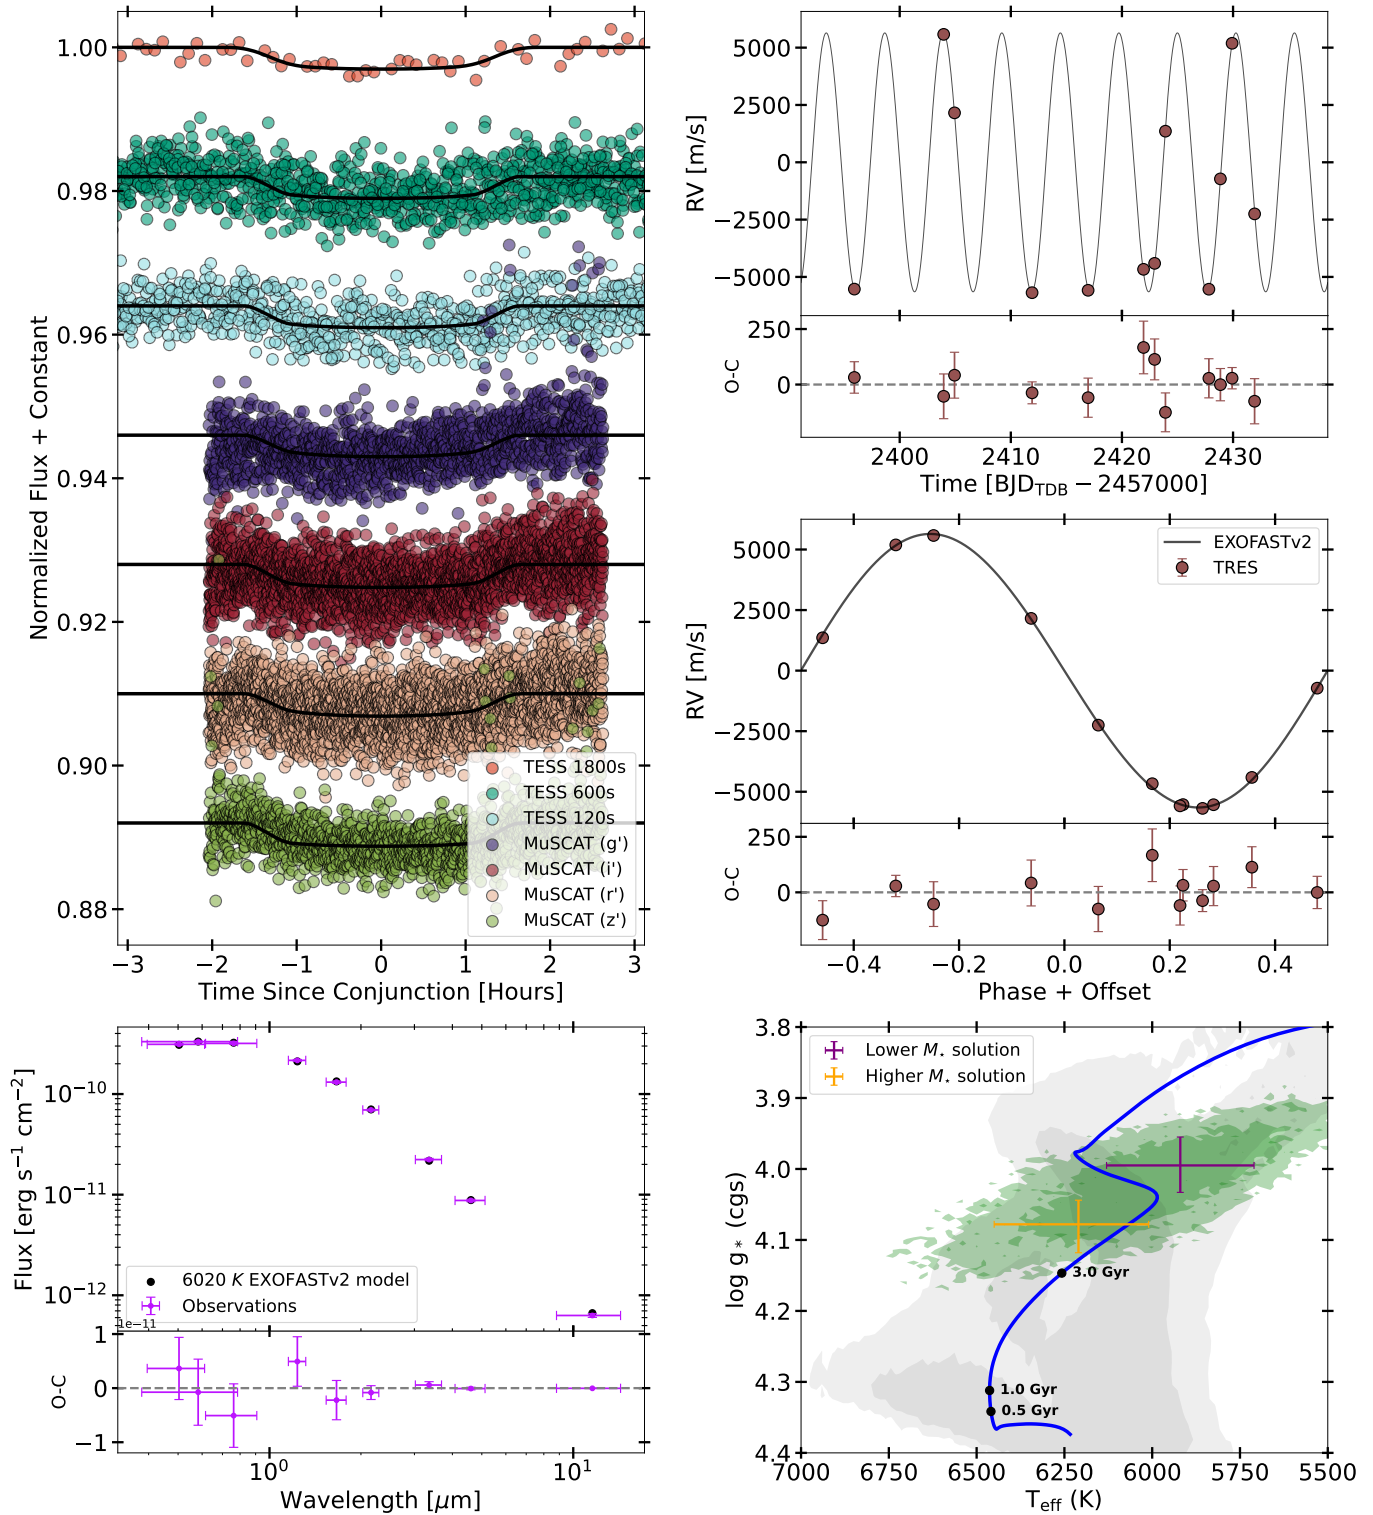 1.00
0.98
0.96
0.94
0.92
0.90
0.88
Normalized Flux + Constant
TESS 1800s
TESS 600s
TESS 120s
MuSCAT (g')
MuSCAT (i')
MuSCAT (r')
MuSCAT (z')
−3 −2 −1 0 1 2 3
Time Since Conjunction [Hours]
5000
2500
0
−2500
−5000
RV [m/s]
250
0
O-C
2400 2410 2420 2430
Time [BJD_TDB − 2457000]
EXOFASTv2
TRES
5000
2500
0
−2500
−5000
RV [m/s]
250
0
O-C
−0.4 −0.2 0.0 0.2 0.4
Phase + Offset
10⁻¹⁰
10⁻¹¹
10⁻¹²
Flux [erg s⁻¹ cm⁻²]
6020 K EXOFASTv2 model
Observations
1e−11
1
0
−1
O-C
10⁰ 10¹
Wavelength [μm]
Lower M⋆ solution
Higher M⋆ solution
3.8
3.9
4.0
4.1
4.2
4.3
4.4
log g∗ (cgs)
3.0 Gyr
1.0 Gyr
0.5 Gyr
7000 6750 6500 6250 6000 5750 5500
T_eff (K)